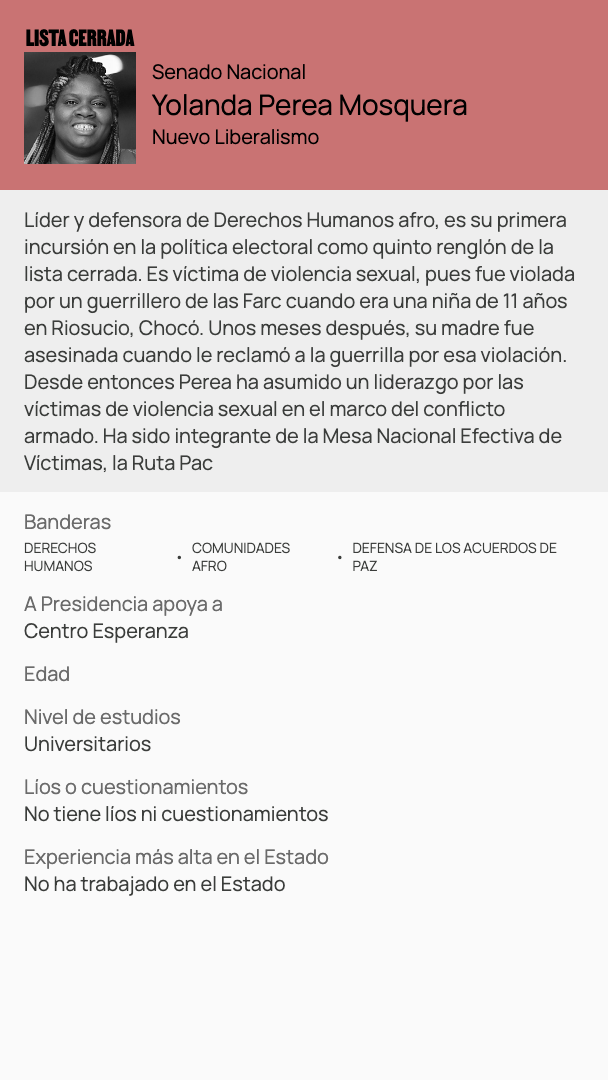 LISTA CERRADA
Senado Nacional
Yolanda Perea Mosquera
Nuevo Liberalismo
Líder y defensora de Derechos Humanos afro, es su primera
incursión en la política electoral como quinto renglón de la
lista cerrada. Es víctima de violencia sexual, pues fue violada
por un guerrillero de las Farc cuando era una niña de 11 años
en Riosucio, Chocó. Unos meses después, su madre fue
asesinada cuando le reclamó a la guerrilla por esa violación.
Desde entonces Perea ha asumido un liderazgo por las
víctimas de violencia sexual en el marco del conflicto
armado. Ha sido integrante de la Mesa Nacional Efectiva de
Víctimas, la Ruta Pac
Banderas
DERECHOS HUMANOS • COMUNIDADES AFRO • DEFENSA DE LOS ACUERDOS DE PAZ
A Presidencia apoya a
Centro Esperanza
Edad
Nivel de estudios
Universitarios
Líos o cuestionamientos
No tiene líos ni cuestionamientos
Experiencia más alta en el Estado
No ha trabajado en el Estado